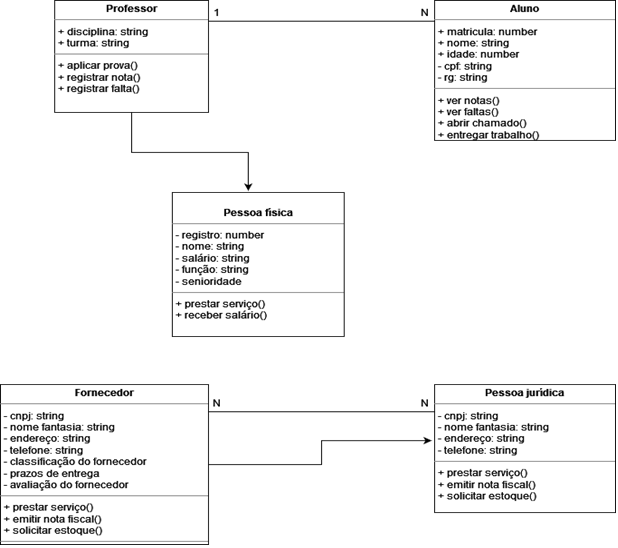 Professor
+ disciplina: string
+ turma: string
+ aplicar prova()
+ registrar nota()
+ registrar falta()
1
N
Aluno
+ matricula: number
+ nome: string
+ idade: number
- cpf: string
- rg: string
+ ver notas()
+ ver faltas()
+ abrir chamado()
+ entregar trabalho()
Pessoa física
- registro: number
- nome: string
- salário: string
- função: string
- senioridade
+ prestar serviço()
+ receber salário()
Fornecedor
- cnpj: string
- nome fantasia: string
- endereço: string
- telefone: string
- classificação do fornecedor
- prazos de entrega
- avaliação do fornecedor
+ prestar serviço()
+ emitir nota fiscal()
+ solicitar estoque()
N
N
Pessoa jurídica
- cnpj: string
- nome fantasia: string
- endereço: string
- telefone: string
+ prestar serviço()
+ emitir nota fiscal()
+ solicitar estoque()